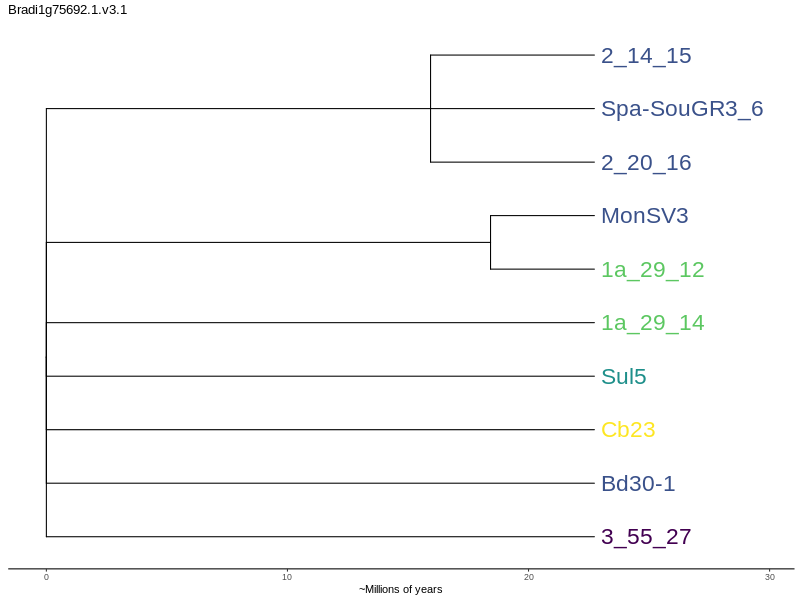 Bradi1g75692.1.v3.1
2_14_15
Spa-SouGR3_6
2_20_16
MonSV3
1a_29_12
1a_29_14
Sul5
Cb23
Bd30-1
3_55_27
0 10 20 30
~Millions of years